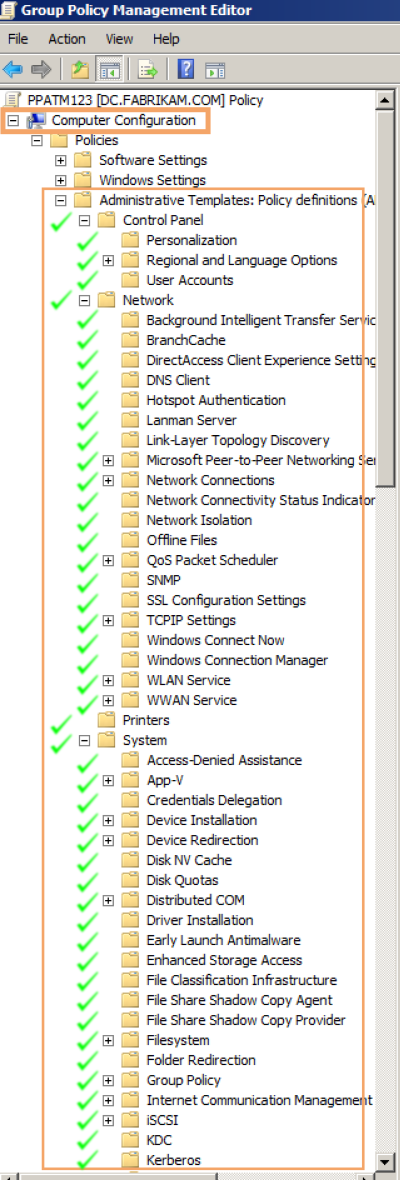 Group Policy Management Editor
File Action View Help
PPATM123 [DC.FABRIKAM.COM] Policy
Computer Configuration
Policies
Software Settings
Windows Settings
Administrative Templates: Policy definitions (A
Control Panel
Personalization
Regional and Language Options
User Accounts
Network
Background Intelligent Transfer Servic
BranchCache
DirectAccess Client Experience Setting
DNS Client
Hotspot Authentication
Lanman Server
Link-Layer Topology Discovery
Microsoft Peer-to-Peer Networking Ser
Network Connections
Network Connectivity Status Indicator
Network Isolation
Offline Files
QoS Packet Scheduler
SNMP
SSL Configuration Settings
TCPIP Settings
Windows Connect Now
Windows Connection Manager
WLAN Service
WWAN Service
Printers
System
Access-Denied Assistance
App-V
Credentials Delegation
Device Installation
Device Redirection
Disk NV Cache
Disk Quotas
Distributed COM
Driver Installation
Early Launch Antimalware
Enhanced Storage Access
File Classification Infrastructure
File Share Shadow Copy Agent
File Share Shadow Copy Provider
Filesystem
Folder Redirection
Group Policy
Internet Communication Management
iSCSI
KDC
Kerberos